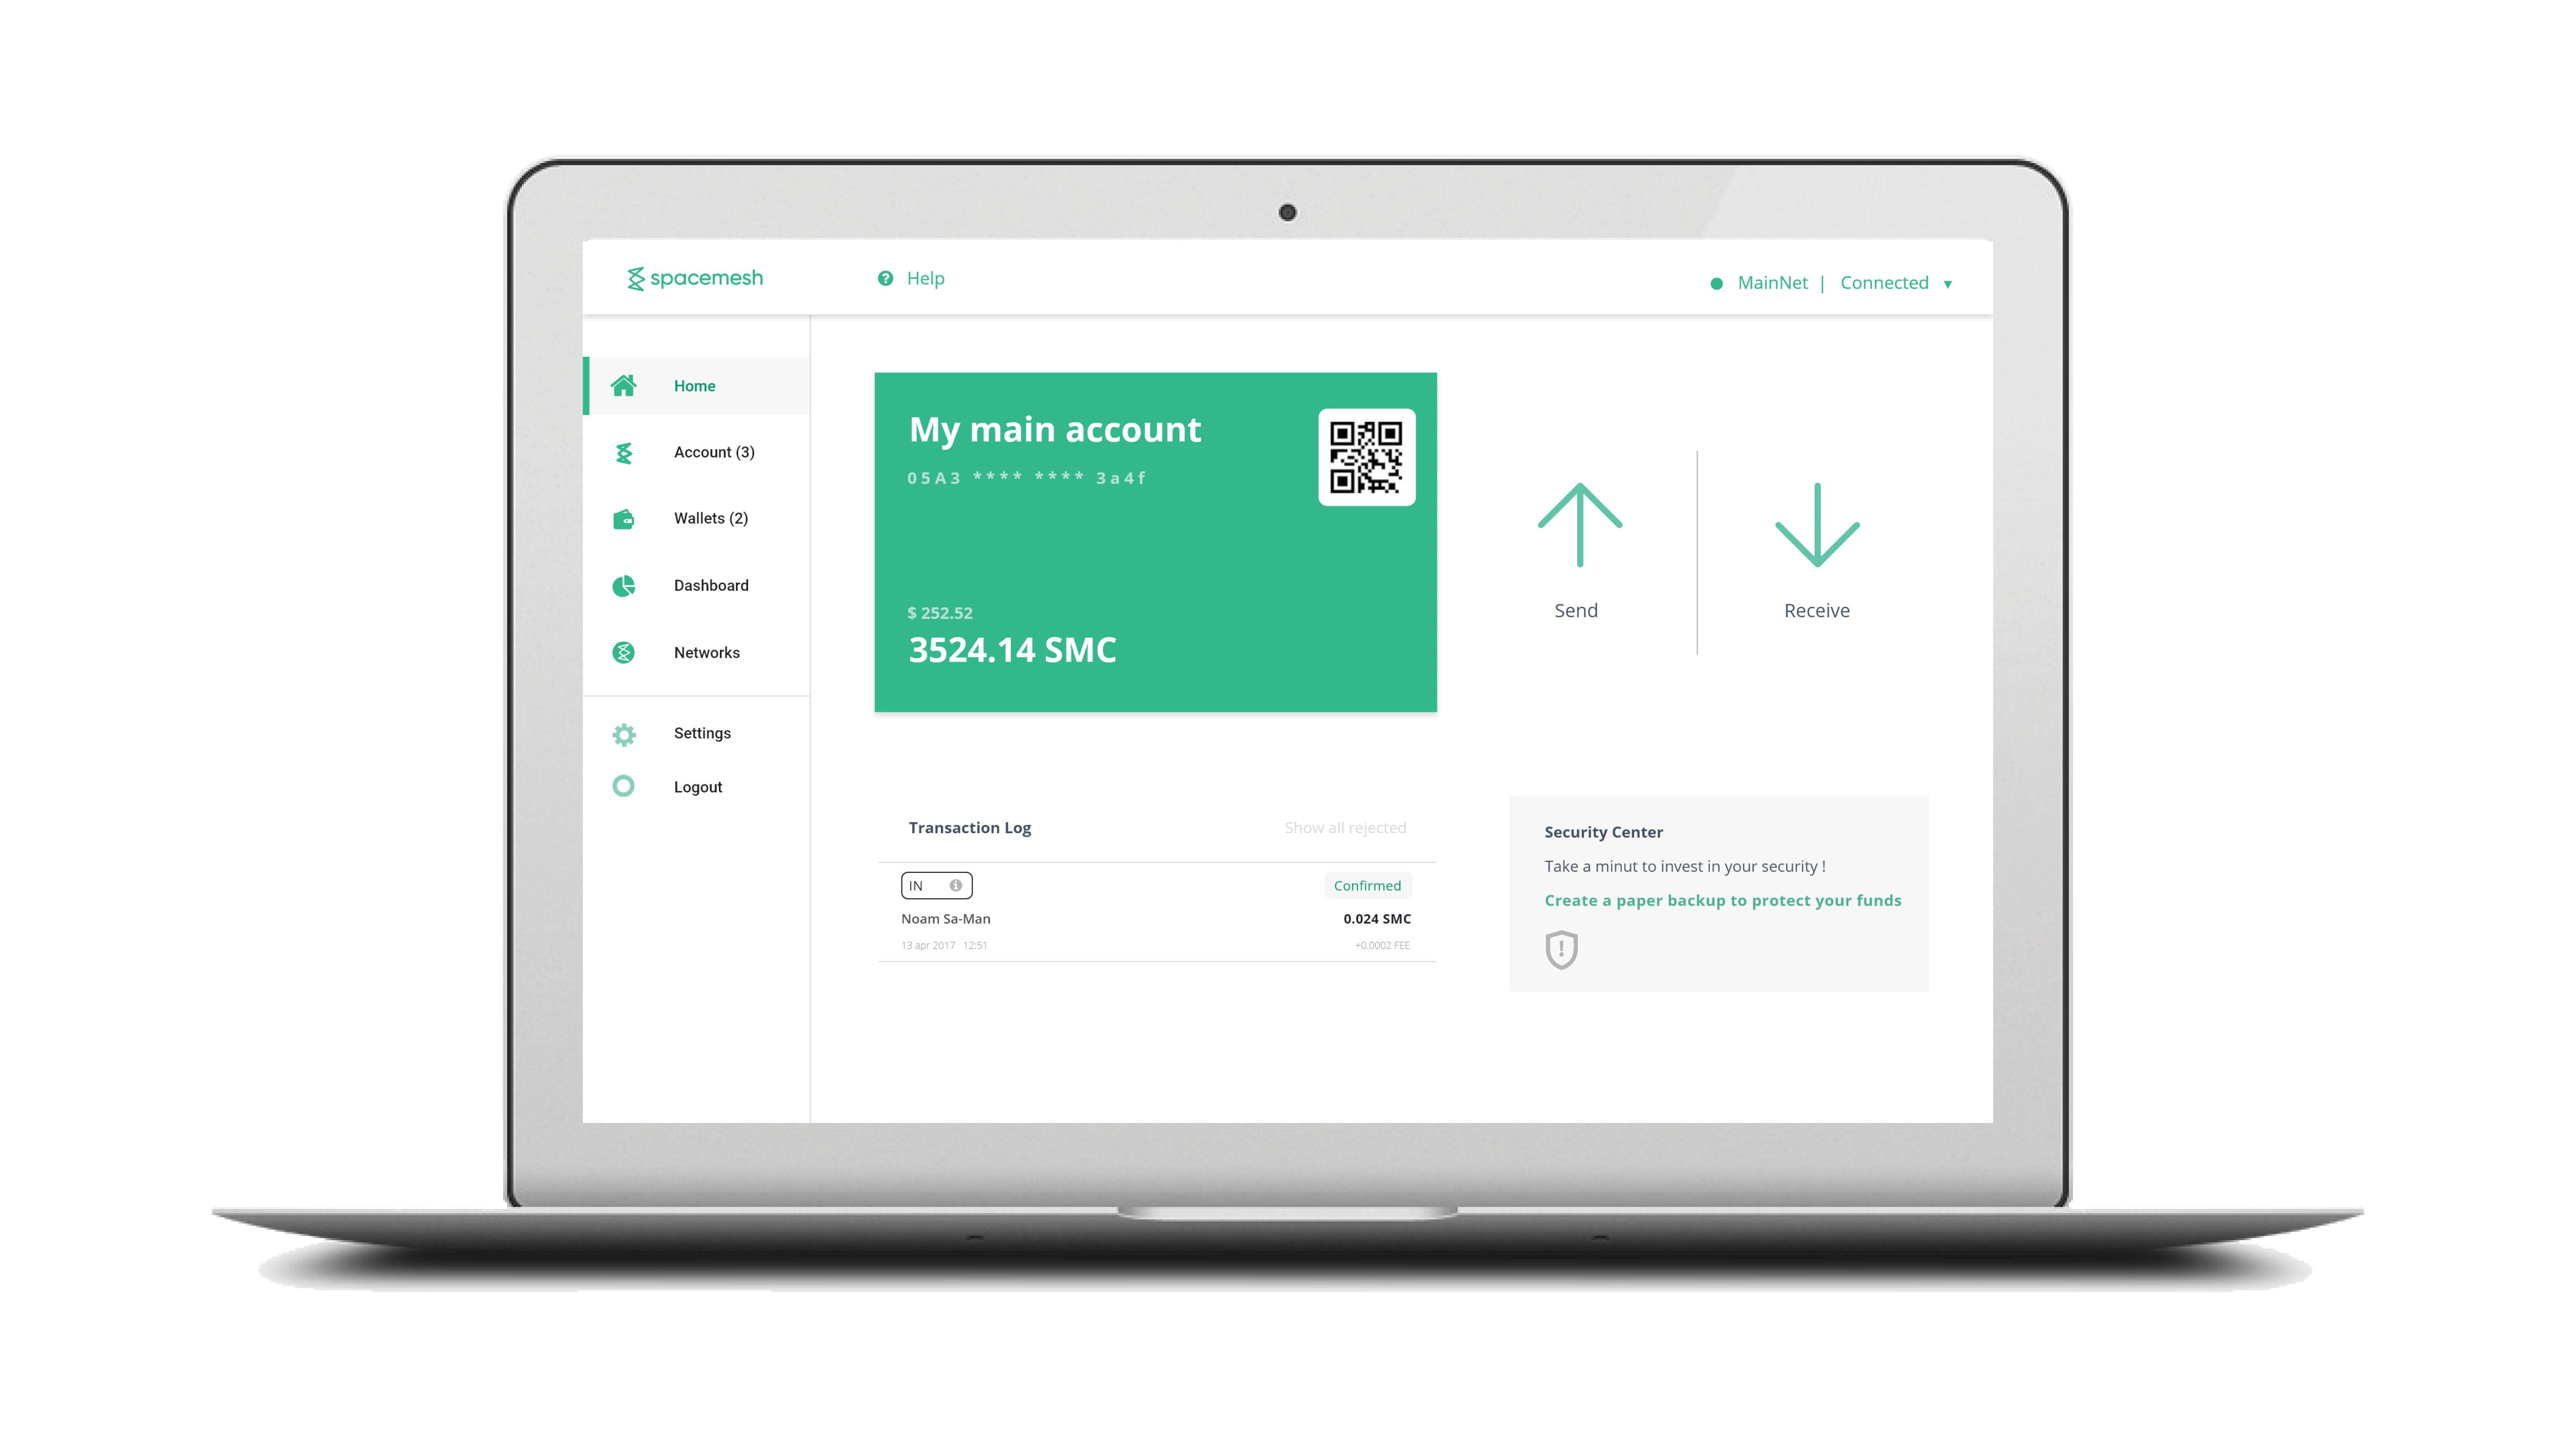 spacemesh
Help
MainNet | Connected
Home
Account (3)
Wallets (2)
Dashboard
Networks
Settings
Logout
My main account
05A3 **** **** 3a4f
$ 252.52
3524.14 SMC
Send
Receive
Transaction Log
Show all rejected
IN
Confirmed
Noam Sa-Man
0.024 SMC
13 apr 2017 12:51
+0.0002 FEE
Security Center
Take a minut to invest in your security !
Create a paper backup to protect your funds